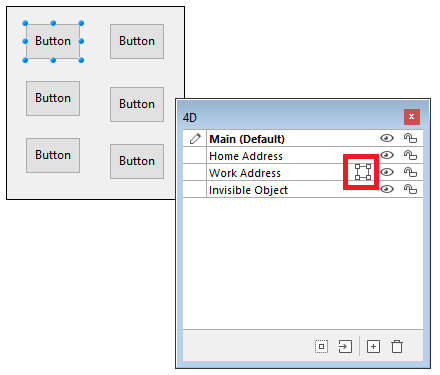 Button Button
Button Button
Button Button
4D
Main (Default)
Home Address
Work Address
Invisible Object